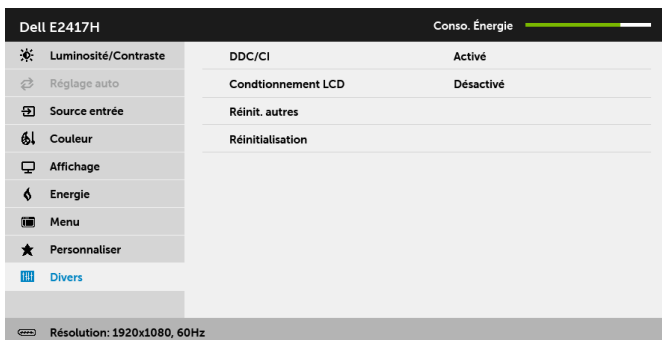 Dell E2417H Conso. Énergie
Luminosité/Contraste DDC/CI Activé
Réglage auto Condtionnement LCD Désactivé
Source entrée Réinit. autres
Couleur Réinitialisation
Affichage
Energie
Menu
Personnaliser
Divers
Résolution: 1920x1080, 60Hz